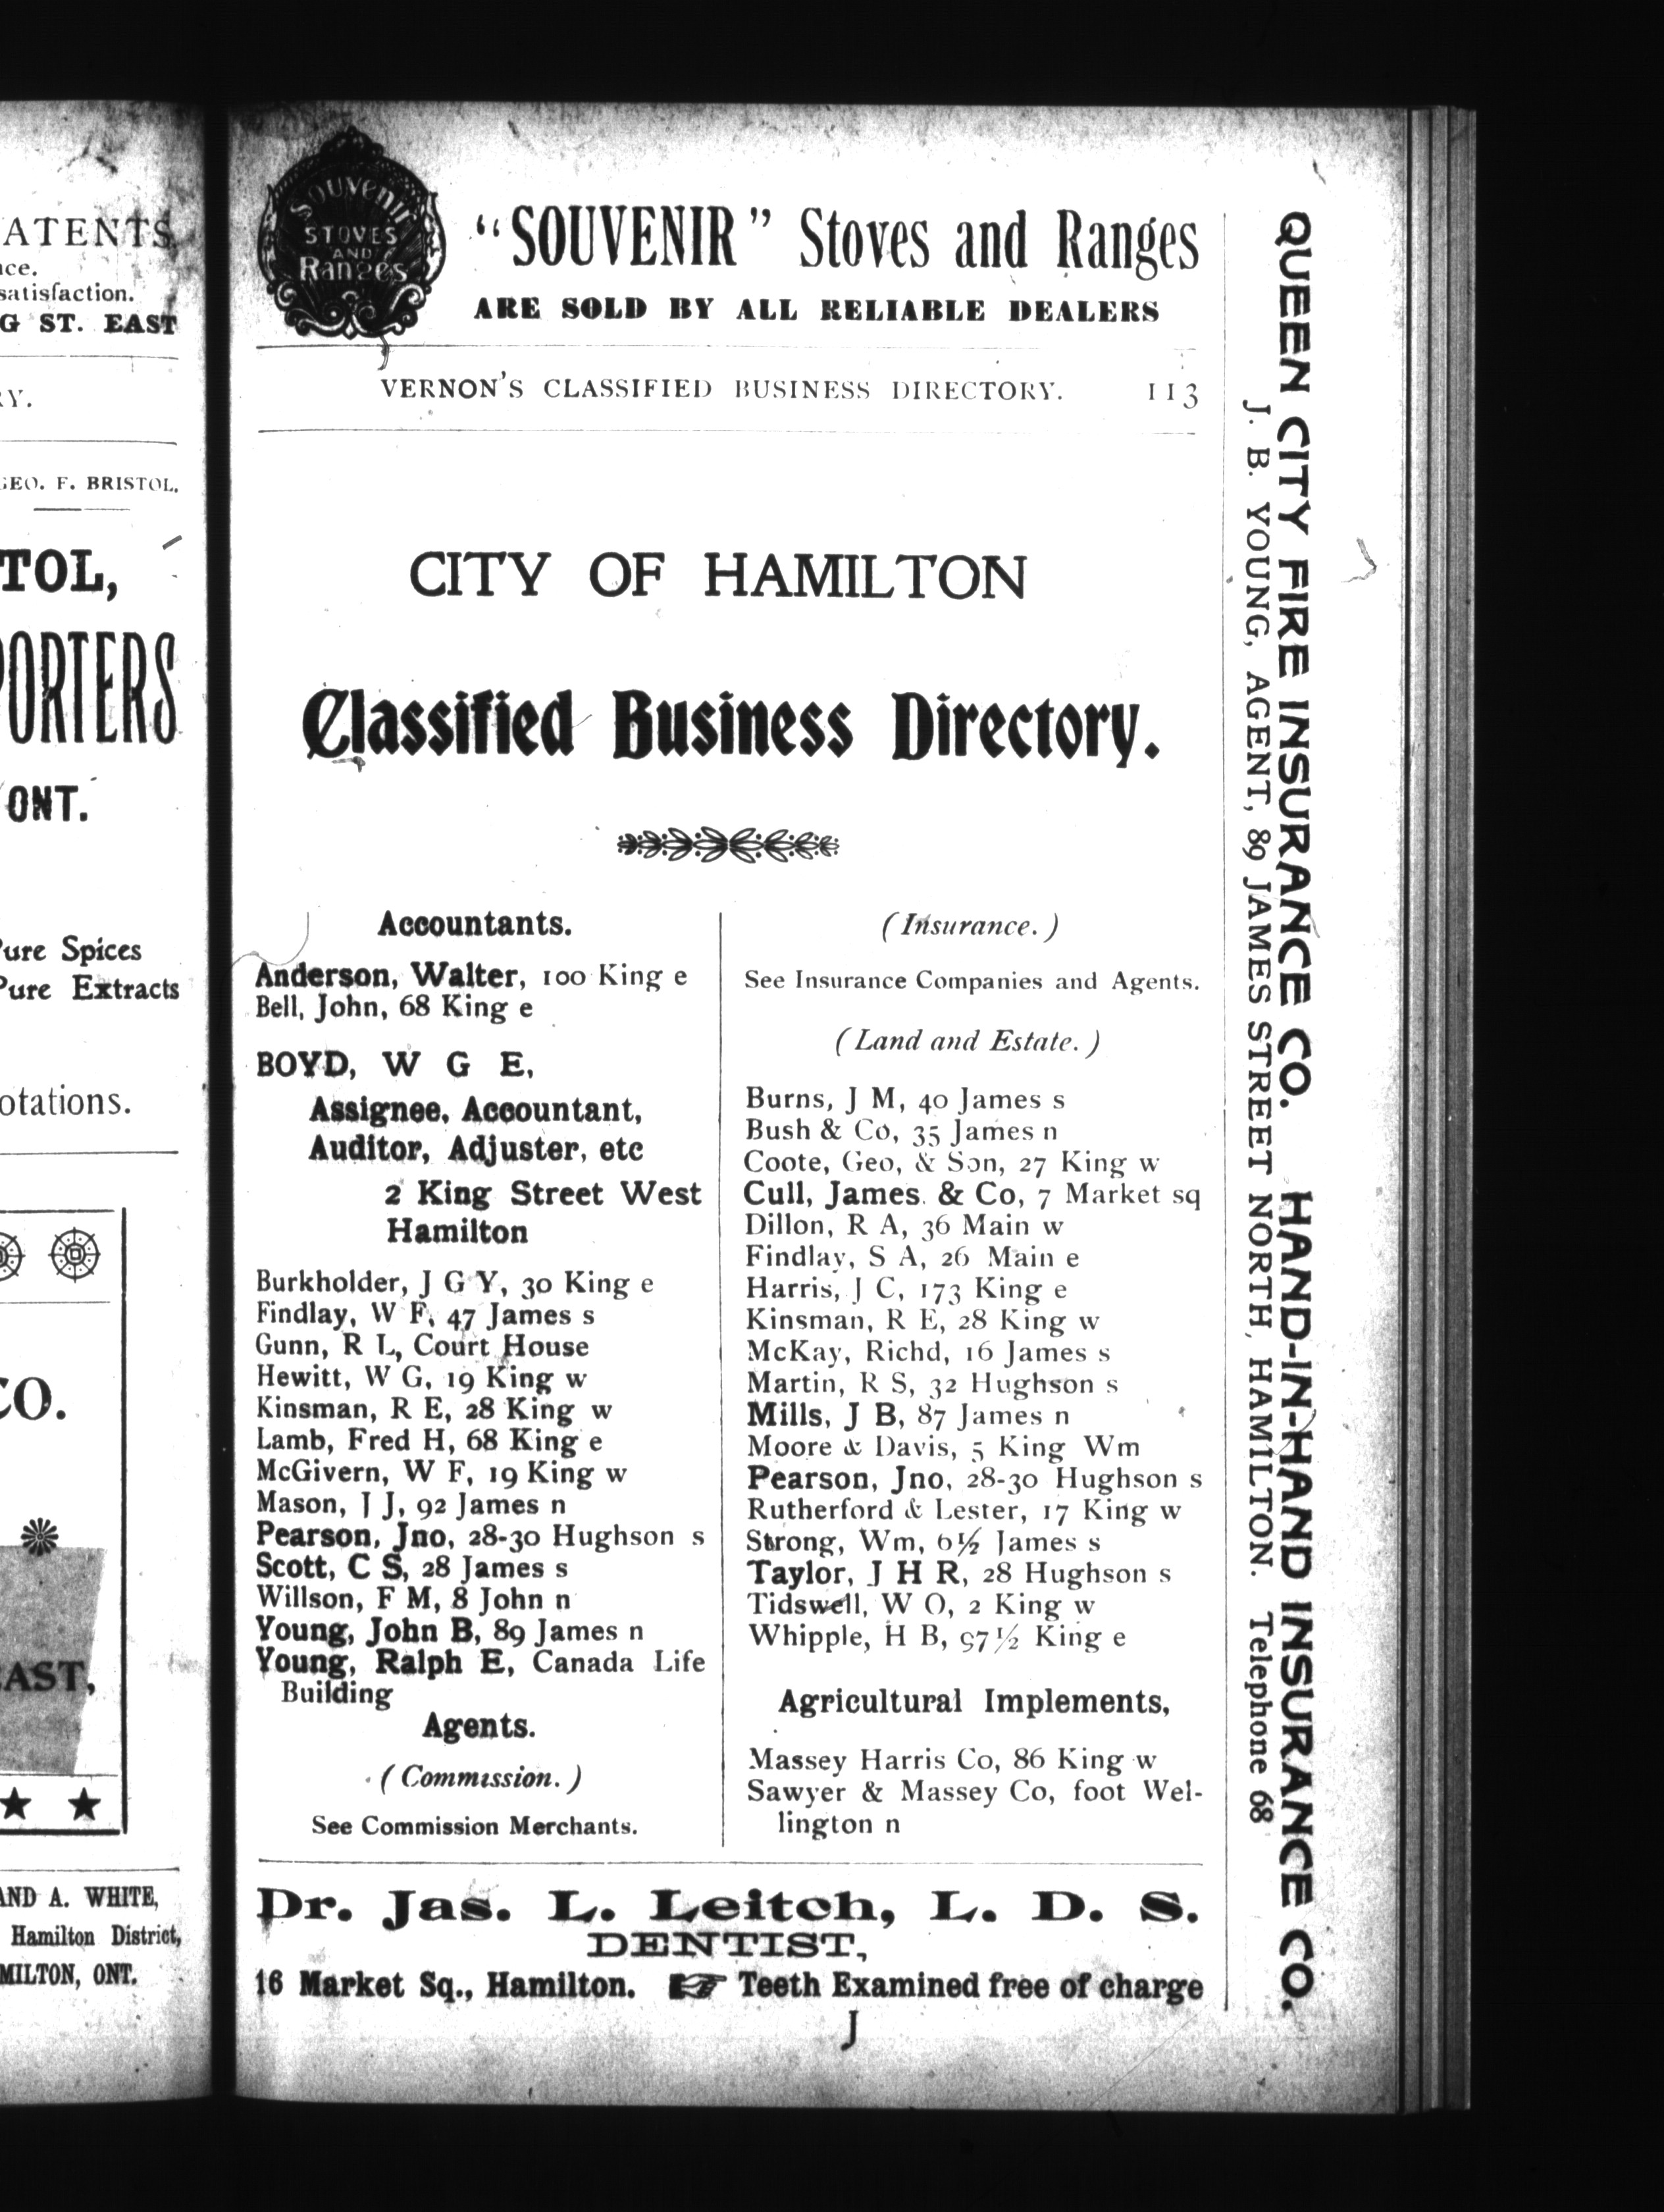 ATENTS
ce.
satisfaction.
G ST. EAST
RY.
GEO. F. BRISTOL,
TOL,
PORTERS
ONT.
Pure Spices
Pure Extracts
otations.
CO.
EAST,
AND A. WHITE,
Hamilton District,
MILTON, ONT.
Souvenir
STOVES
AND
Ranges
"SOUVENIR" Stoves and Ranges
ARE SOLD BY ALL RELIABLE DEALERS
VERNON'S CLASSIFIED BUSINESS DIRECTORY. 113
CITY OF HAMILTON
Classified Business Directory.
Accountants.
Anderson, Walter, 100 King e
Bell, John, 68 King e
BOYD, W G E,
Assignee, Accountant,
Auditor, Adjuster, etc
2 King Street West
Hamilton
Burkholder, J G Y, 30 King e
Findlay, W F, 47 James s
Gunn, R L, Court House
Hewitt, W G, 19 King w
Kinsman, R E, 28 King w
Lamb, Fred H, 68 King e
McGivern, W F, 19 King w
Mason, J J, 92 James n
Pearson, Jno, 28-30 Hughson s
Scott, C S, 28 James s
Willson, F M, 8 John n
Young, John B, 89 James n
Young, Ralph E, Canada Life
Building
Agents.
(Commission.)
See Commission Merchants.
(Insurance.)
See Insurance Companies and Agents.
(Land and Estate.)
Burns, J M, 40 James s
Bush & Co, 35 James n
Coote, Geo, & Son, 27 King w
Cull, James. & Co, 7 Market sq
Dillon, R A, 36 Main w
Findlay, S A, 26 Main e
Harris, J C, 173 King e
Kinsman, R E, 28 King w
McKay, Richd, 16 James s
Martin, R S, 32 Hughson s
Mills, J B, 87 James n
Moore & Davis, 5 King Wm
Pearson, Jno, 28-30 Hughson s
Rutherford & Lester, 17 King w
Strong, Wm, 6½ James s
Taylor, J H R, 28 Hughson s
Tidswell, W O, 2 King w
Whipple, H B, 97½ King e
Agricultural Implements,
Massey Harris Co, 86 King w
Sawyer & Massey Co, foot Wel-
lington n
Dr. Jas. L. Leitch, L. D. S.
DENTIST,
16 Market Sq., Hamilton. ☞ Teeth Examined free of charge
J
QUEEN CITY FIRE INSURANCE CO. HAND-IN-HAND INSURANCE CO.
J. B. YOUNG, AGENT, 89 JAMES STREET NORTH, HAMILTON. Telephone 68